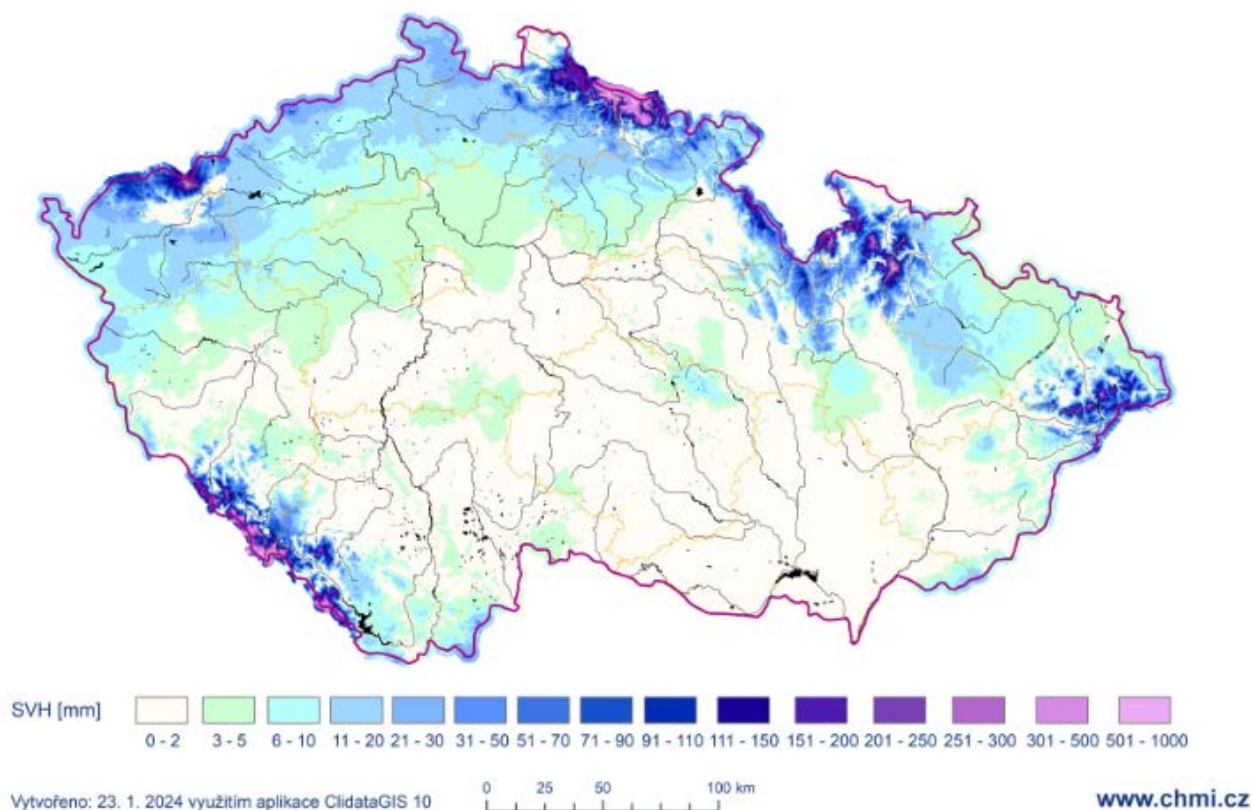 SVH [mm]
0 - 2 3 - 5 6 - 10 11 - 20 21 - 30 31 - 50 51 - 70 71 - 90 91 - 110 111 - 150 151 - 200 201 - 250 251 - 300 301 - 500 501 - 1000
0 25 50 100 km
Vytvořeno: 23. 1. 2024 využitím aplikace ClidataGIS 10
www.chmi.cz